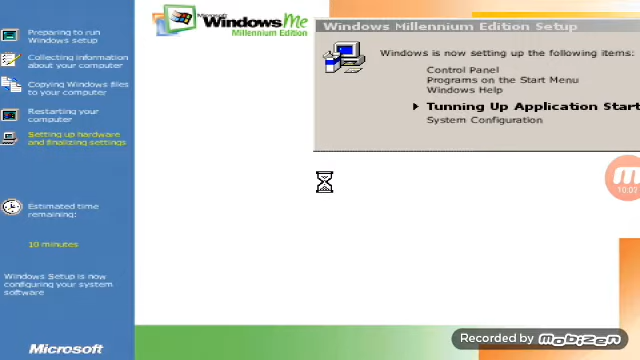 Preparing to run
Windows setup
Collecting information
about your computer
Copying Windows files
to your computer
Restarting your
computer
Setting up hardware
and finalizing settings
Estimated time
remaining:
10 minutes
Windows Setup is now
configuring your system
software
Microsoft
Microsoft
Windows Me
Millennium Edition
Windows Millennium Edition Setup
Windows is now setting up the following items:
Control Panel
Programs on the Start Menu
Windows Help
Tunning Up Application Start
System Configuration
Recorded by mobizen